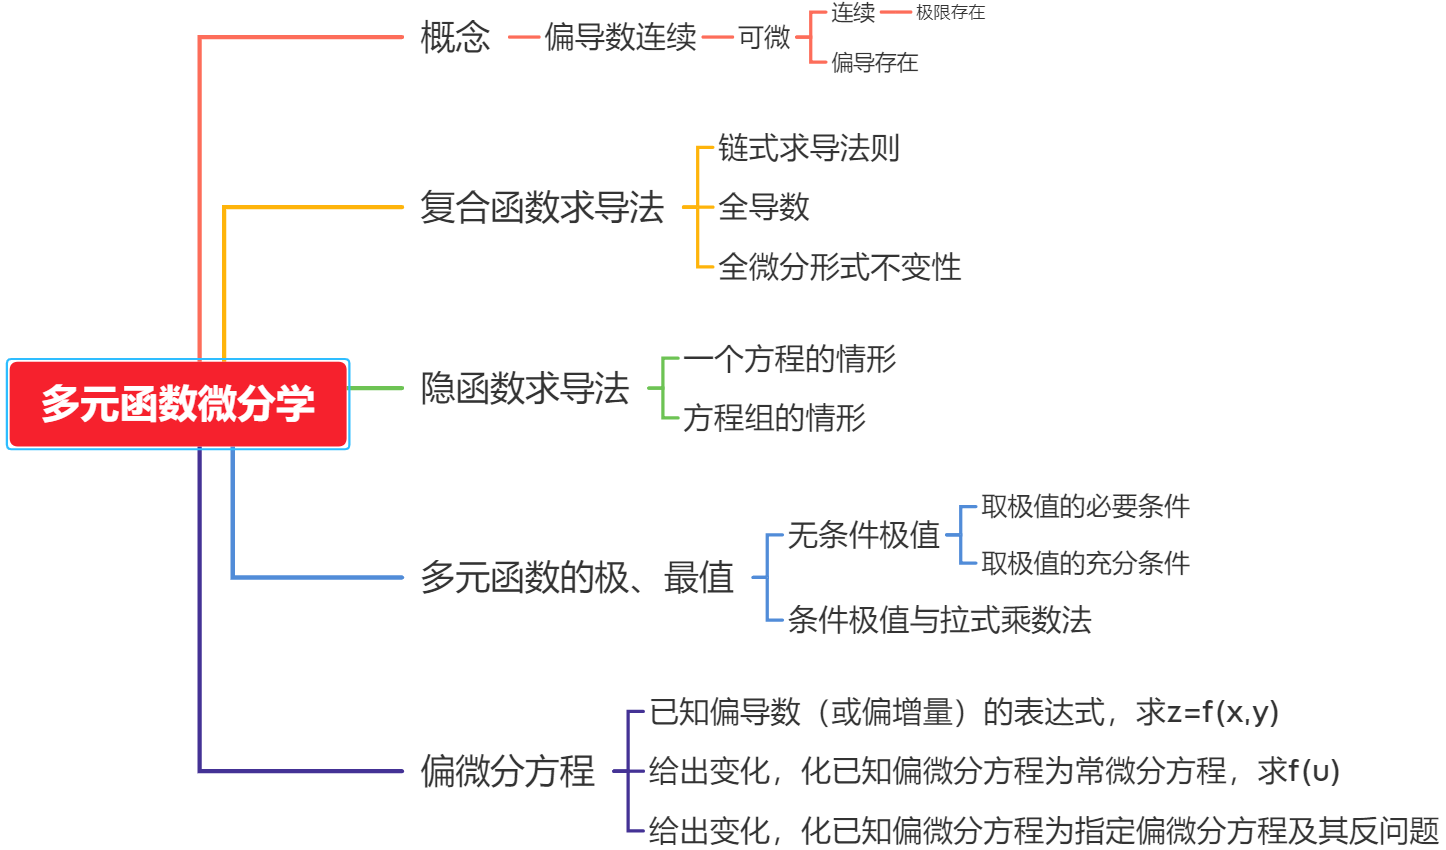 多元函数微分学
概念
偏导数连续
可微
连续
极限存在
偏导存在
复合函数求导法
链式求导法则
全导数
全微分形式不变性
隐函数求导法
一个方程的情形
方程组的情形
多元函数的极、最值
无条件极值
取极值的必要条件
取极值的充分条件
条件极值与拉式乘数法
偏微分方程
已知偏导数（或偏增量）的表达式，求z=f(x,y)
给出变化，化已知偏微分方程为常微分方程，求f(u)
给出变化，化已知偏微分方程为指定偏微分方程及其反问题